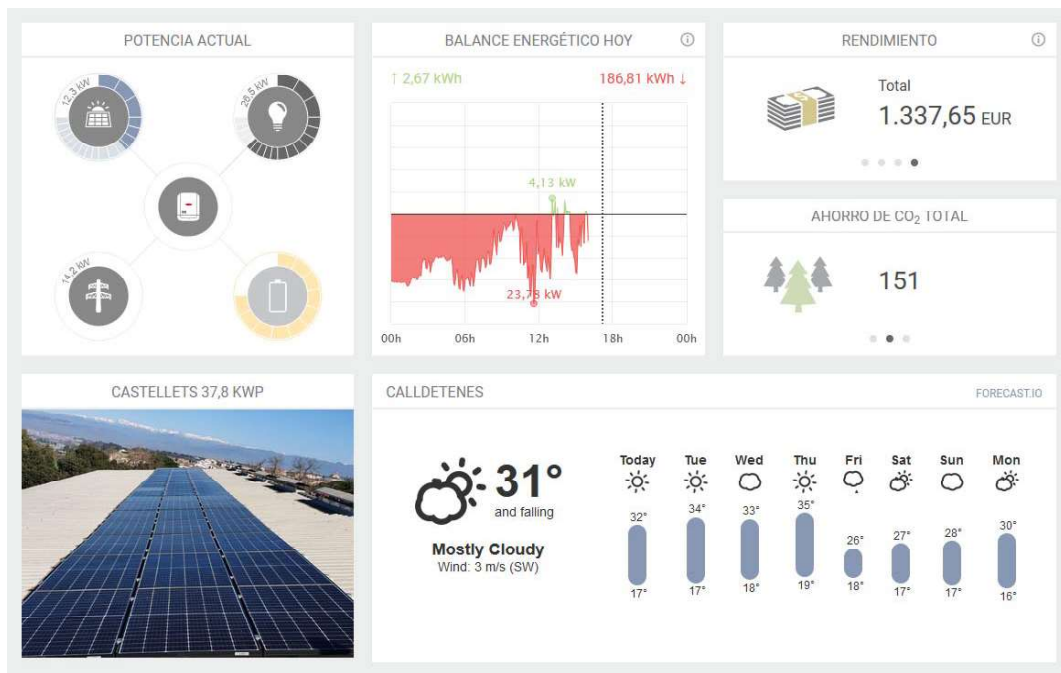 POTENCIA ACTUAL
12,3 kW
26,5 kW
14,2 kW
BALANCE ENERGÉTICO HOY
↑ 2,67 kWh
186,81 kWh ↓
4,13 kW
23,78 kW
00h 06h 12h 18h 00h
RENDIMIENTO
Total
1.337,65 EUR
AHORRO DE CO₂ TOTAL
151
CASTELLETS 37,8 KWP
CALLDETENES
FORECAST.IO
31°
and falling
Mostly Cloudy
Wind: 3 m/s (SW)
Today Tue Wed Thu Fri Sat Sun Mon
32° 34° 33° 35° 26° 27° 28° 30°
17° 17° 18° 19° 18° 17° 17° 16°